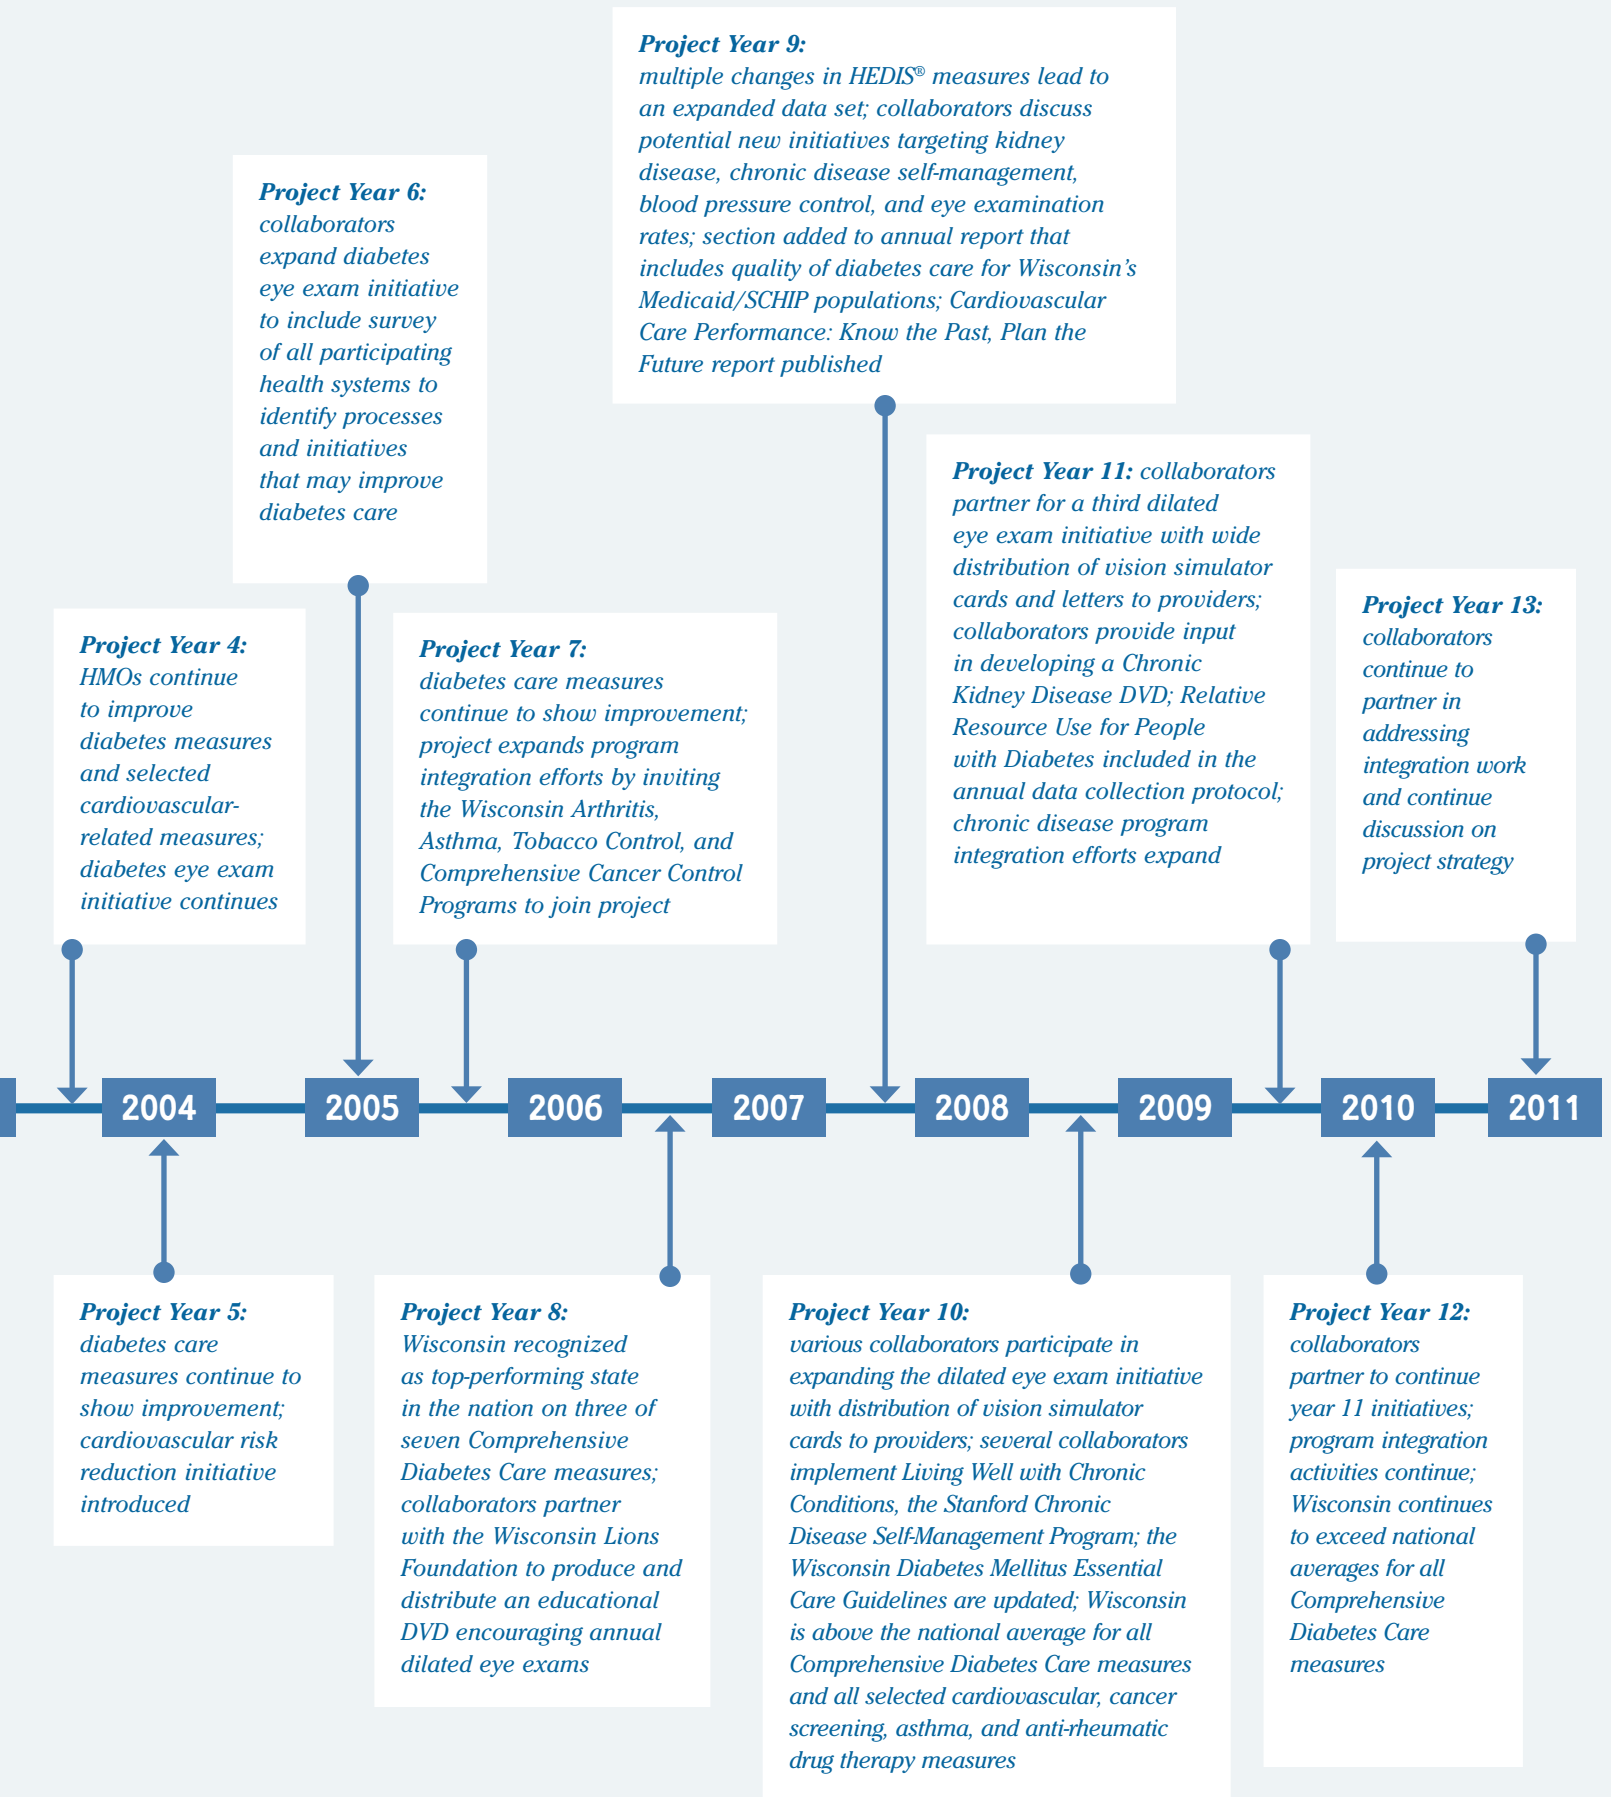 Project Year 9:
multiple changes in HEDIS® measures lead to
an expanded data set; collaborators discuss
potential new initiatives targeting kidney
disease, chronic disease self-management,
blood pressure control, and eye examination
rates; section added to annual report that
includes quality of diabetes care for Wisconsin's
Medicaid/SCHIP populations; Cardiovascular
Care Performance: Know the Past, Plan the
Future report published
Project Year 6:
collaborators
expand diabetes
eye exam initiative
to include survey
of all participating
health systems to
identify processes
and initiatives
that may improve
diabetes care
Project Year 11: collaborators
partner for a third dilated
eye exam initiative with wide
distribution of vision simulator
cards and letters to providers;
collaborators provide input
in developing a Chronic
Kidney Disease DVD; Relative
Resource Use for People
with Diabetes included in the
annual data collection protocol;
chronic disease program
integration efforts expand
Project Year 13:
collaborators
continue to
partner in
addressing
integration work
and continue
discussion on
project strategy
Project Year 4:
HMOs continue
to improve
diabetes measures
and selected
cardiovascular-
related measures;
diabetes eye exam
initiative continues
Project Year 7:
diabetes care measures
continue to show improvement;
project expands program
integration efforts by inviting
the Wisconsin Arthritis,
Asthma, Tobacco Control, and
Comprehensive Cancer Control
Programs to join project
2004
2005
2006
2007
2008
2009
2010
2011
Project Year 5:
diabetes care
measures continue to
show improvement;
cardiovascular risk
reduction initiative
introduced
Project Year 8:
Wisconsin recognized
as top-performing state
in the nation on three of
seven Comprehensive
Diabetes Care measures;
collaborators partner
with the Wisconsin Lions
Foundation to produce and
distribute an educational
DVD encouraging annual
dilated eye exams
Project Year 10:
various collaborators participate in
expanding the dilated eye exam initiative
with distribution of vision simulator
cards to providers; several collaborators
implement Living Well with Chronic
Conditions, the Stanford Chronic
Disease Self-Management Program; the
Wisconsin Diabetes Mellitus Essential
Care Guidelines are updated; Wisconsin
is above the national average for all
Comprehensive Diabetes Care measures
and all selected cardiovascular, cancer
screening, asthma, and anti-rheumatic
drug therapy measures
Project Year 12:
collaborators
partner to continue
year 11 initiatives;
program integration
activities continue;
Wisconsin continues
to exceed national
averages for all
Comprehensive
Diabetes Care
measures